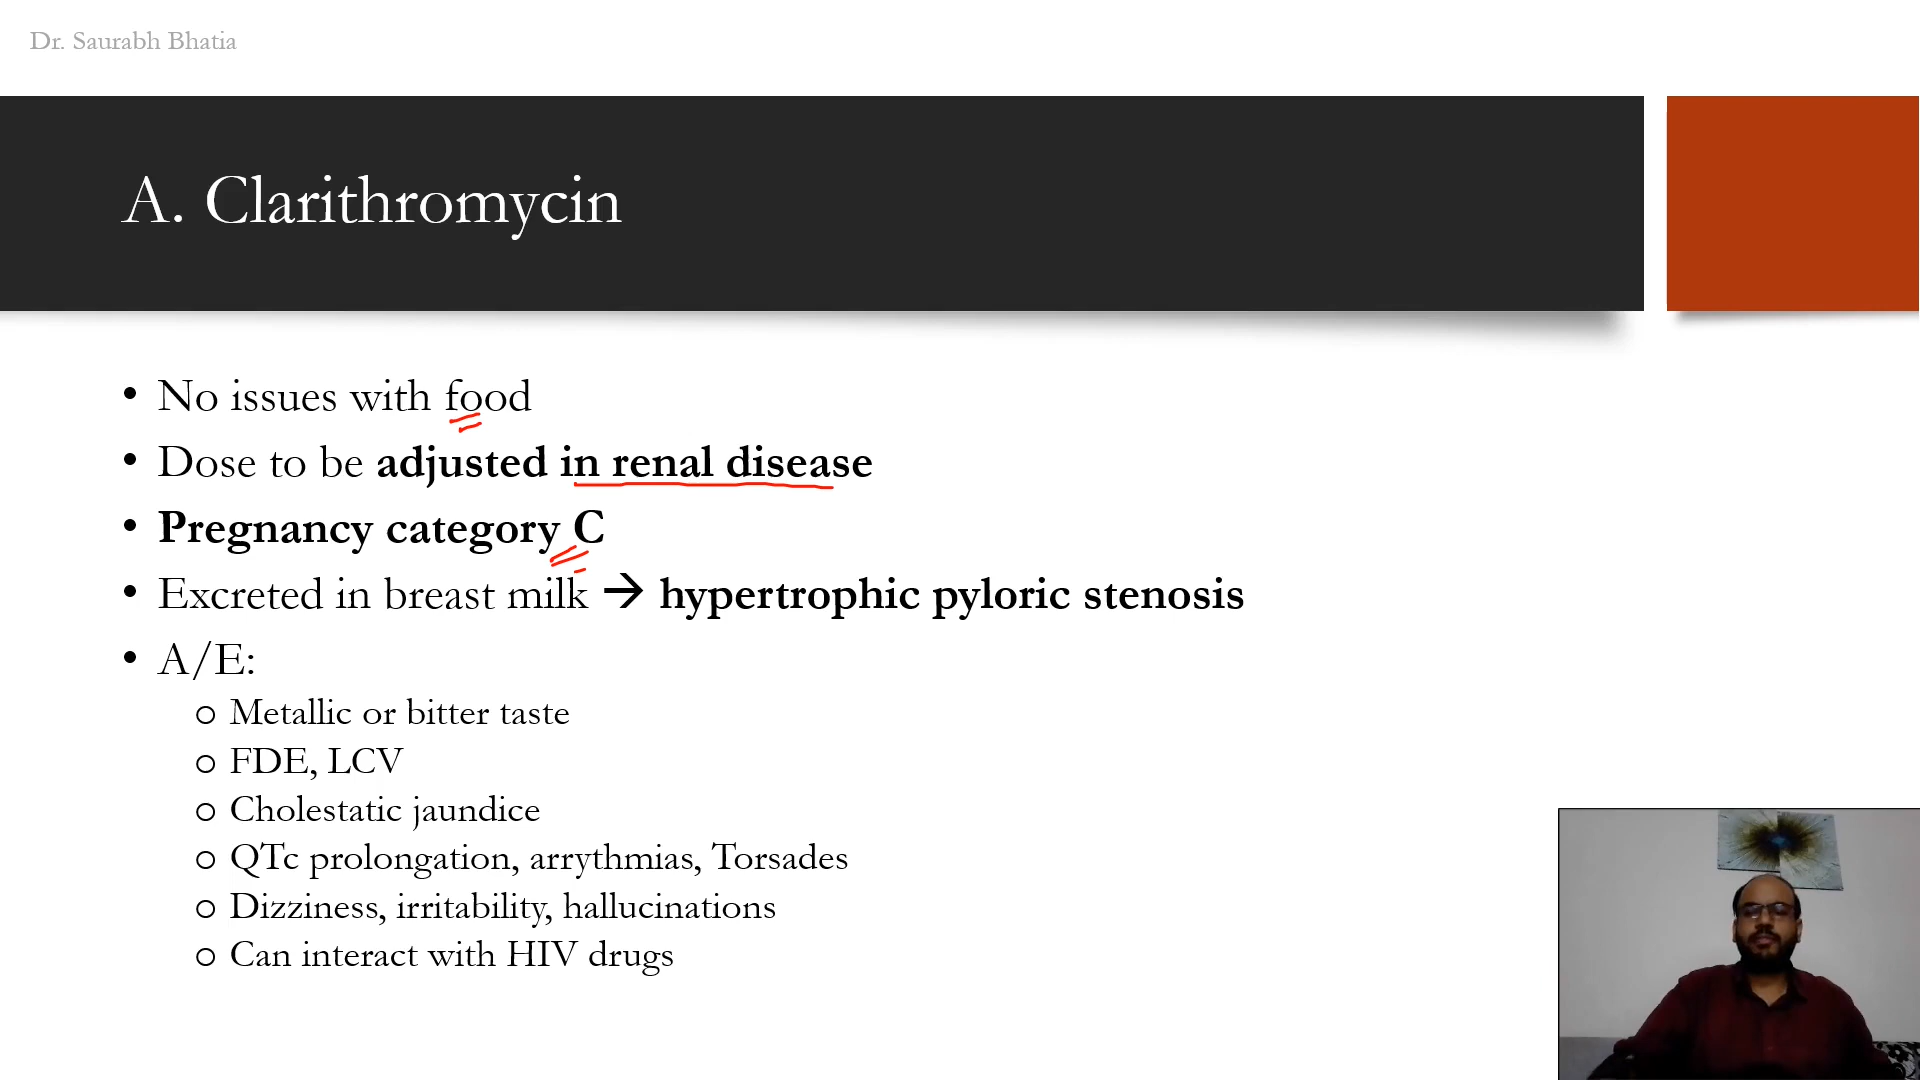 Dr. Saurabh Bhatia
A. Clarithromycin
• No issues with food
• Dose to be adjusted in renal disease
• Pregnancy category C
• Excreted in breast milk → hypertrophic pyloric stenosis
• A/E:
o Metallic or bitter taste
o FDE, LCV
o Cholestatic jaundice
o QTc prolongation, arrythmias, Torsades
o Dizziness, irritability, hallucinations
o Can interact with HIV drugs